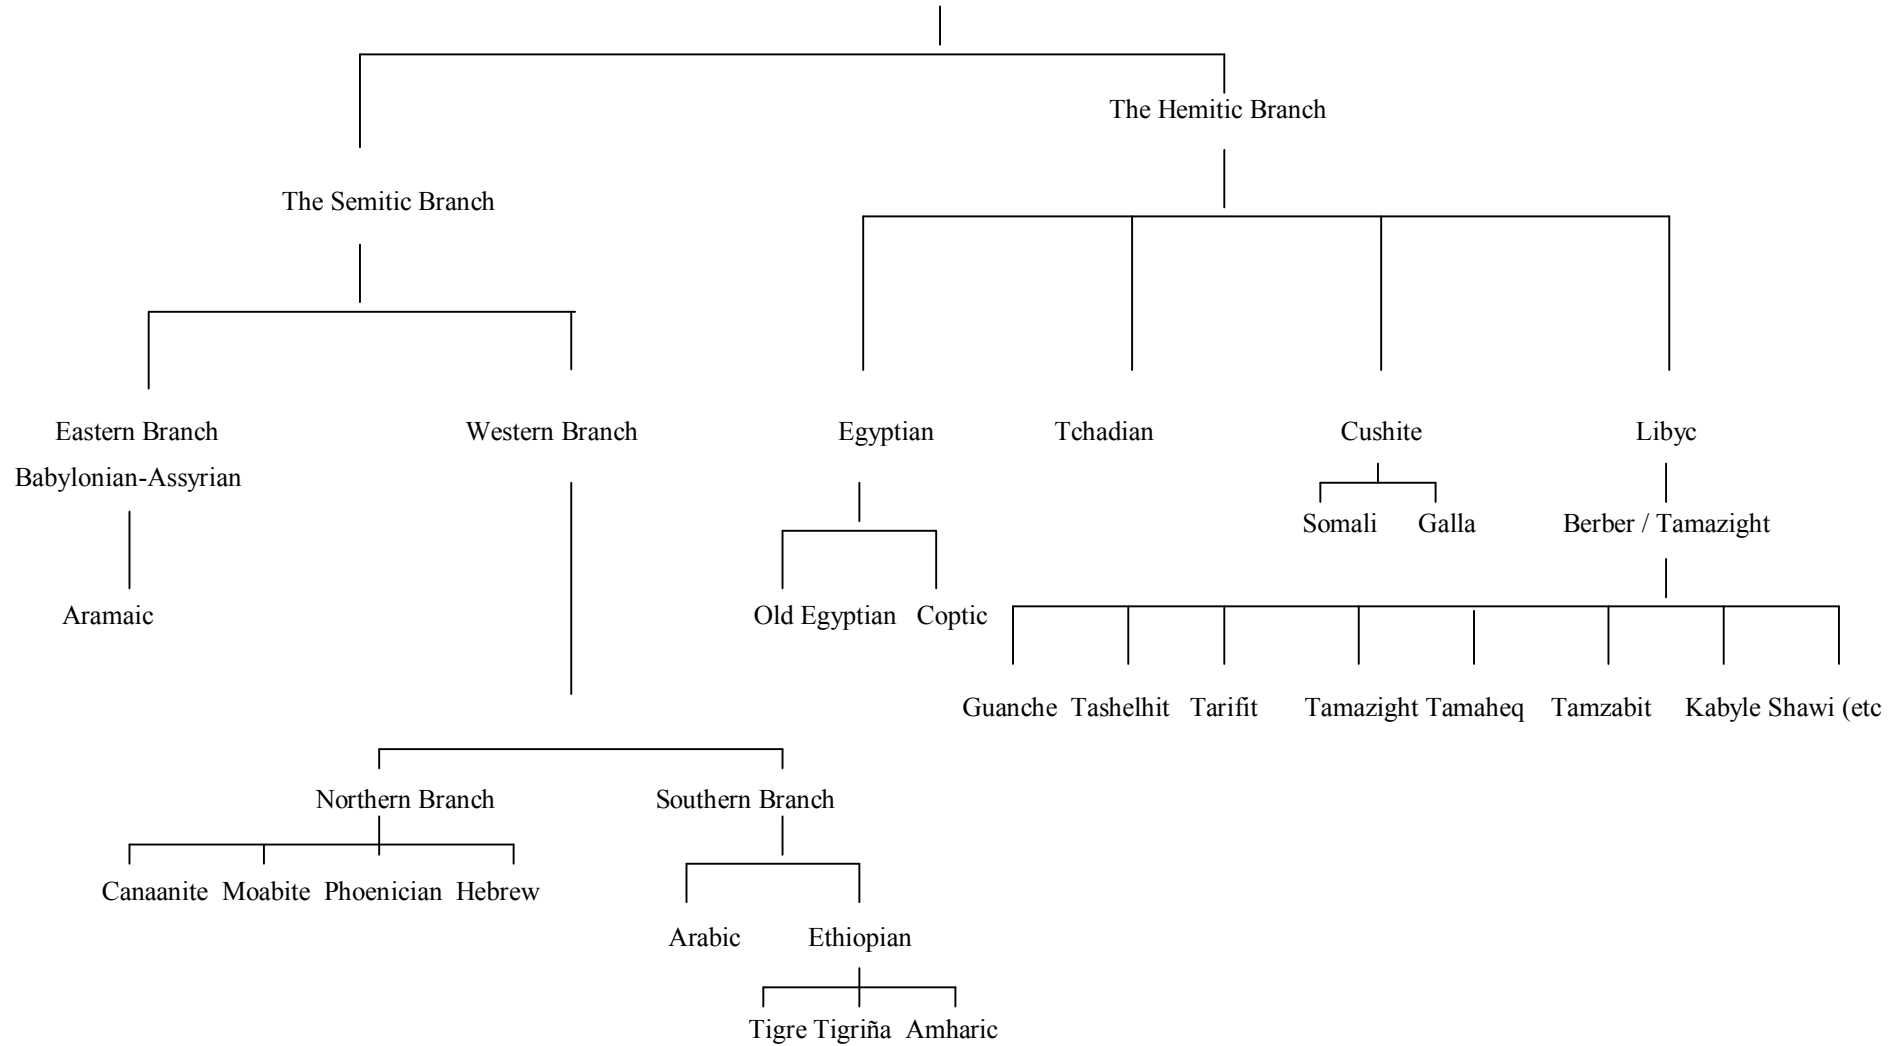 The Hemitic Branch
The Semitic Branch
Eastern Branch Western Branch Egyptian Tchadian Cushite Libyc
Babylonian-Assyrian
Somali Galla Berber / Tamazight
Aramaic Old Egyptian Coptic
Guanche Tashelhit Tarifit Tamazight Tamaheq Tamzabit Kabyle Shawi (etc
Northern Branch Southern Branch
Canaanite Moabite Phoenician Hebrew
Arabic Ethiopian
Tigre Tigriña Amharic